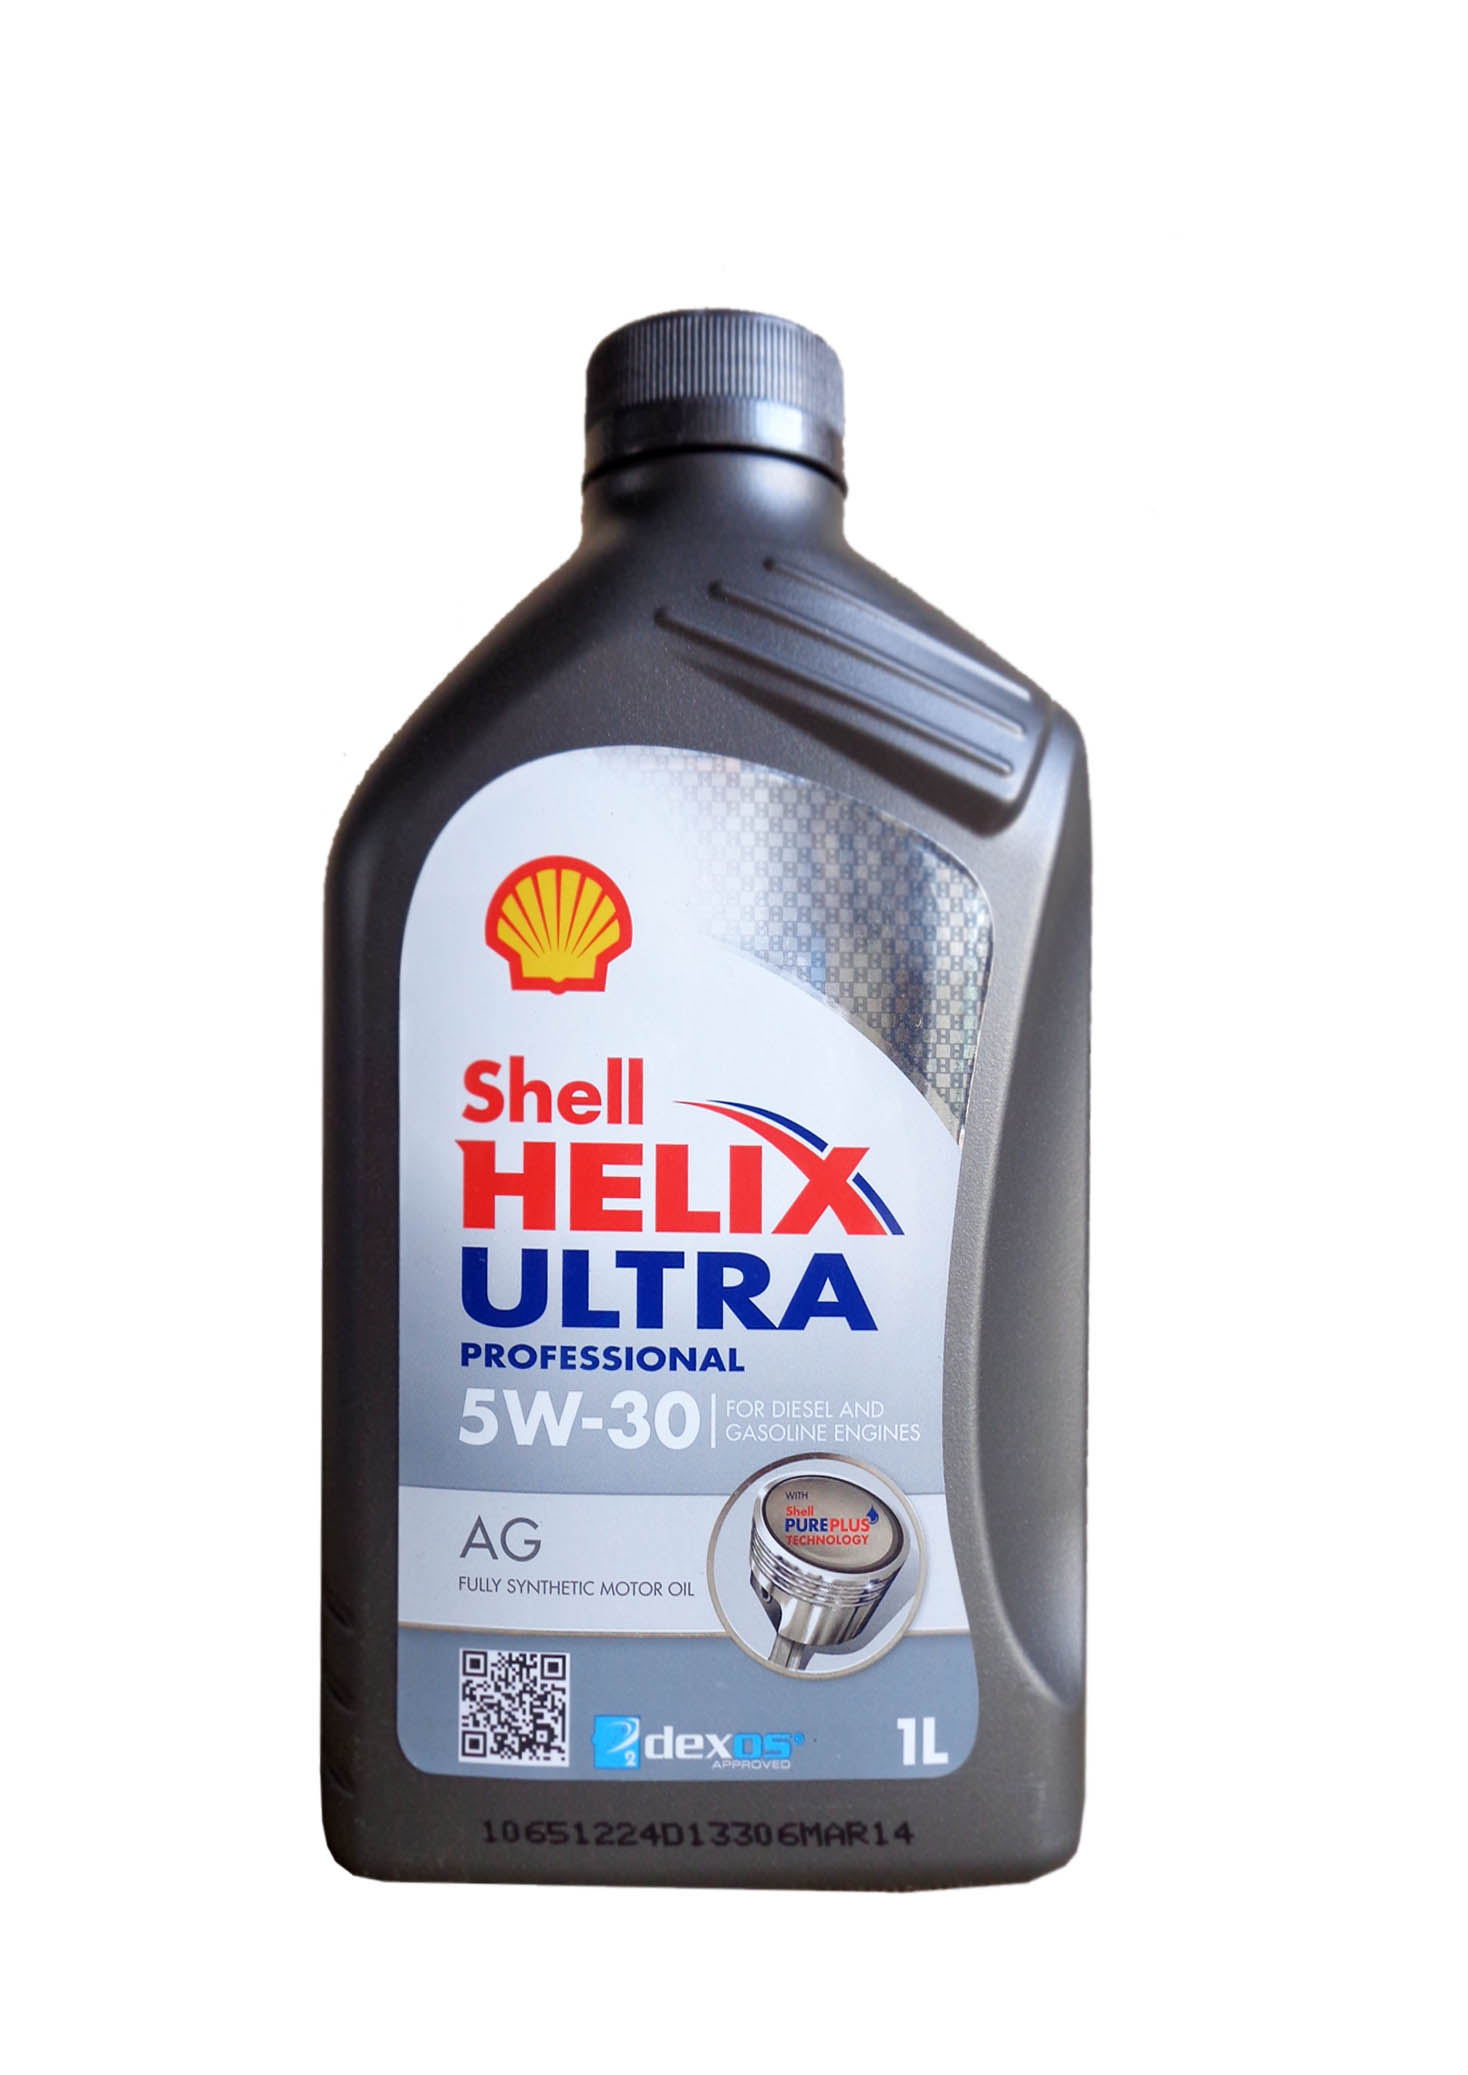 Shell
HELIX
ULTRA
PROFESSIONAL
5W-30
FOR DIESEL AND
GASOLINE ENGINES
AG
FULLY SYNTHETIC MOTOR OIL
WITH
Shell
PUREPLUS
TECHNOLOGY
2
dexos®
APPROVED
1L
10651224D13306MAR14